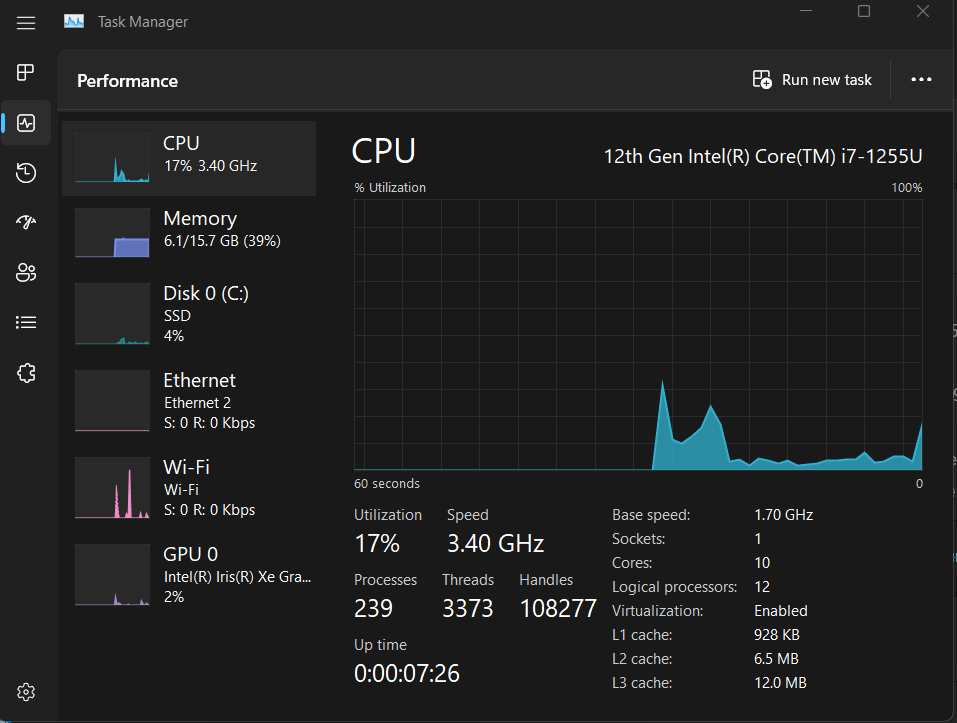 Task Manager
Performance
Run new task
CPU
17% 3.40 GHz
Memory
6.1/15.7 GB (39%)
Disk 0 (C:)
SSD
4%
Ethernet
Ethernet 2
S: 0 R: 0 Kbps
Wi-Fi
Wi-Fi
S: 0 R: 0 Kbps
GPU 0
Intel(R) Iris(R) Xe Gra...
2%
CPU
12th Gen Intel(R) Core(TM) i7-1255U
% Utilization
100%
60 seconds
0
Utilization Speed
17% 3.40 GHz
Processes Threads Handles
239 3373 108277
Up time
0:00:07:26
Base speed: 1.70 GHz
Sockets: 1
Cores: 10
Logical processors: 12
Virtualization: Enabled
L1 cache: 928 KB
L2 cache: 6.5 MB
L3 cache: 12.0 MB